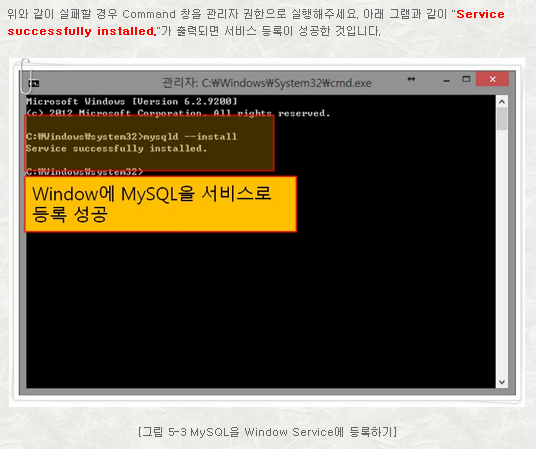 위와 같이 실패할 경우 Command 창을 관리자 권한으로 실행해주세요. 아래 그램과 같이 "Service
successfully installed."가 출력되면 서비스 등록이 성공한 것입니다.
관리자: C:₩Windows₩System32₩cmd.exe
Microsoft Windows [Version 6.2.9200]
(c) 2012 Microsoft Corporation. All rights reserved.
C:₩Windows₩system32>mysqld --install
Service successfully installed.
C:₩Windows₩system32>
Window에 MySQL을 서비스로
등록 성공
[그림 5-3 MySQL을 Window Service에 등록하기]